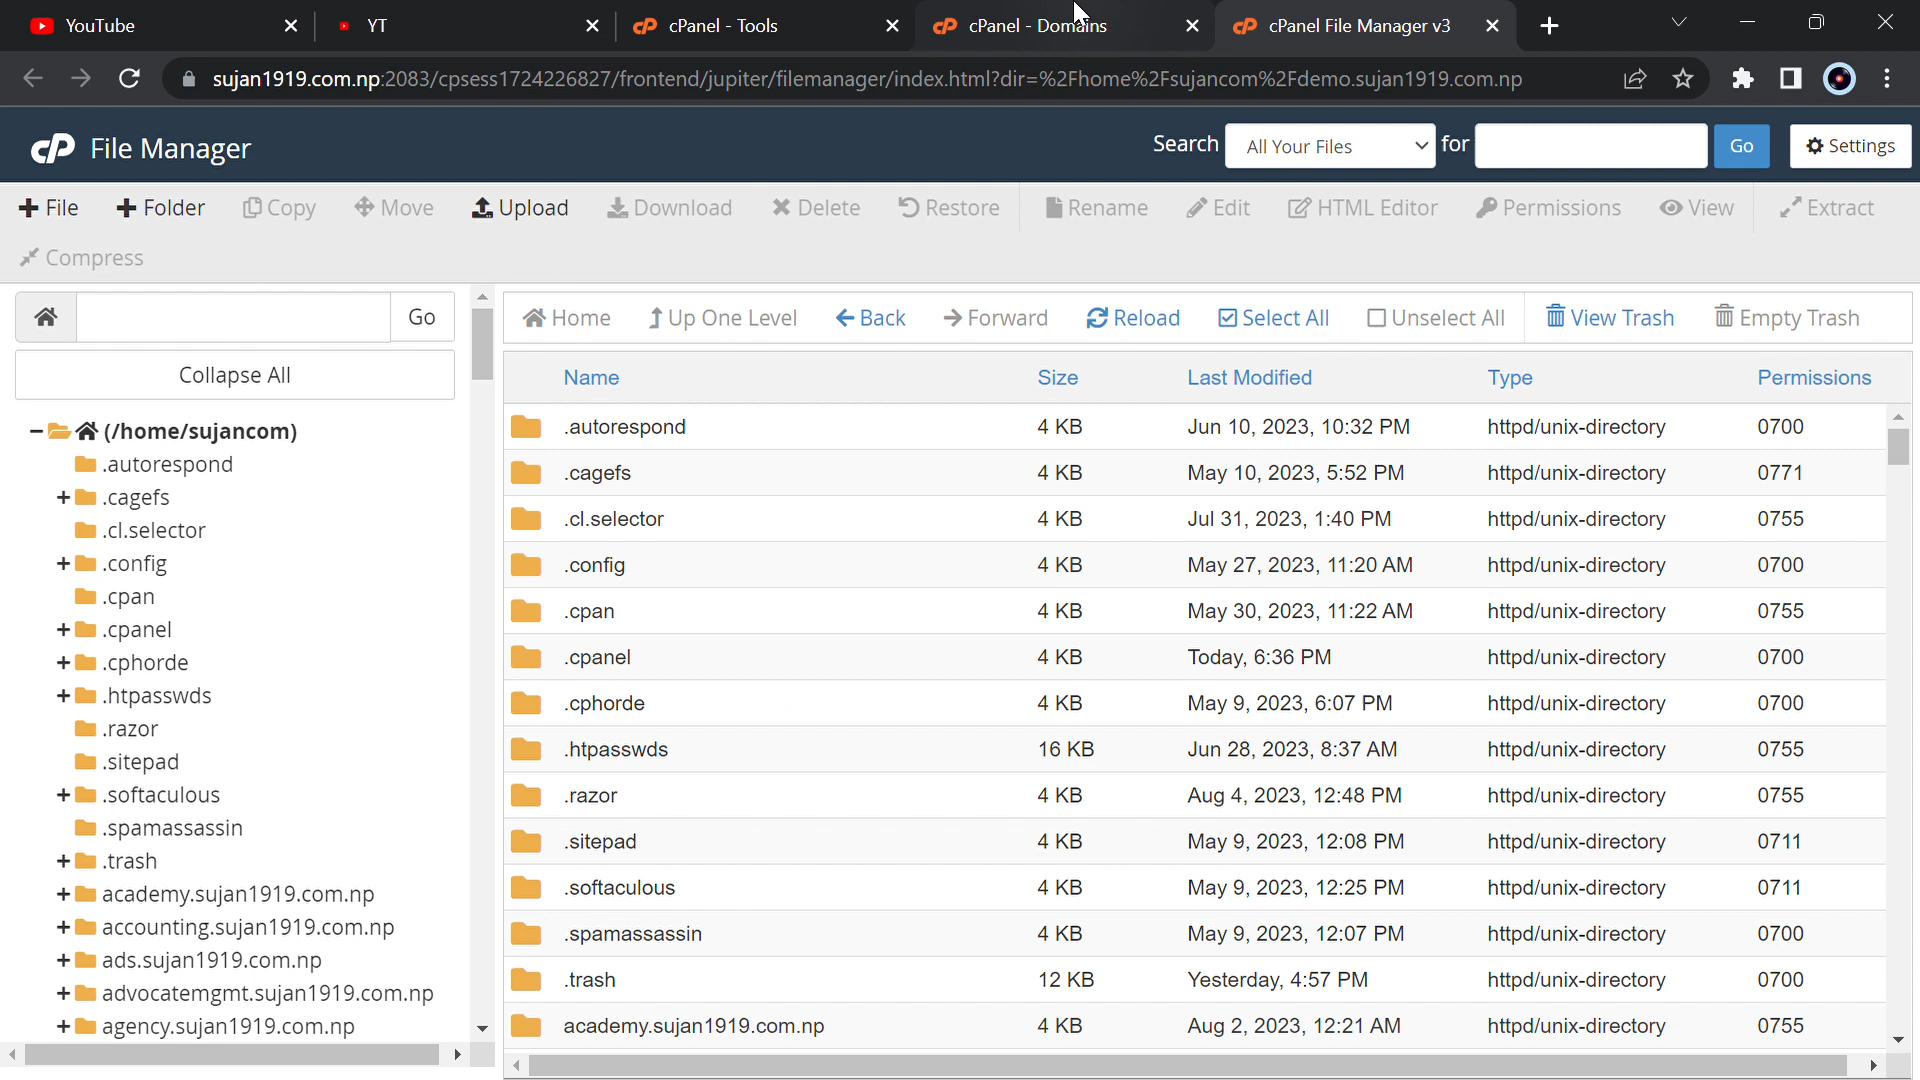 YouTube YT cPanel - Tools cPanel - Domains cPanel File Manager v3
sujan1919.com.np:2083/cpsess1724226827/frontend/jupiter/filemanager/index.html?dir=%2Fhome%2Fsujancom%2Fdemo.sujan1919.com.np
cP File Manager Search All Your Files for Go Settings
File Folder Copy Move Upload Download Delete Restore Rename Edit HTML Editor Permissions View Extract
Compress
Go
Collapse All
(/home/sujancom)
.autorespond
.cagefs
.cl.selector
.config
.cpan
.cpanel
.cphorde
.htpasswds
.razor
.sitepad
.softaculous
.spamassassin
.trash
academy.sujan1919.com.np
accounting.sujan1919.com.np
ads.sujan1919.com.np
advocatemgmt.sujan1919.com.np
agency.sujan1919.com.np
Home Up One Level Back Forward Reload Select All Unselect All View Trash Empty Trash
Name Size Last Modified Type Permissions
.autorespond 4 KB Jun 10, 2023, 10:32 PM httpd/unix-directory 0700
.cagefs 4 KB May 10, 2023, 5:52 PM httpd/unix-directory 0771
.cl.selector 4 KB Jul 31, 2023, 1:40 PM httpd/unix-directory 0755
.config 4 KB May 27, 2023, 11:20 AM httpd/unix-directory 0700
.cpan 4 KB May 30, 2023, 11:22 AM httpd/unix-directory 0755
.cpanel 4 KB Today, 6:36 PM httpd/unix-directory 0700
.cphorde 4 KB May 9, 2023, 6:07 PM httpd/unix-directory 0700
.htpasswds 16 KB Jun 28, 2023, 8:37 AM httpd/unix-directory 0755
.razor 4 KB Aug 4, 2023, 12:48 PM httpd/unix-directory 0755
.sitepad 4 KB May 9, 2023, 12:08 PM httpd/unix-directory 0711
.softaculous 4 KB May 9, 2023, 12:25 PM httpd/unix-directory 0711
.spamassassin 4 KB May 9, 2023, 12:07 PM httpd/unix-directory 0700
.trash 12 KB Yesterday, 4:57 PM httpd/unix-directory 0700
academy.sujan1919.com.np 4 KB Aug 2, 2023, 12:21 AM httpd/unix-directory 0755